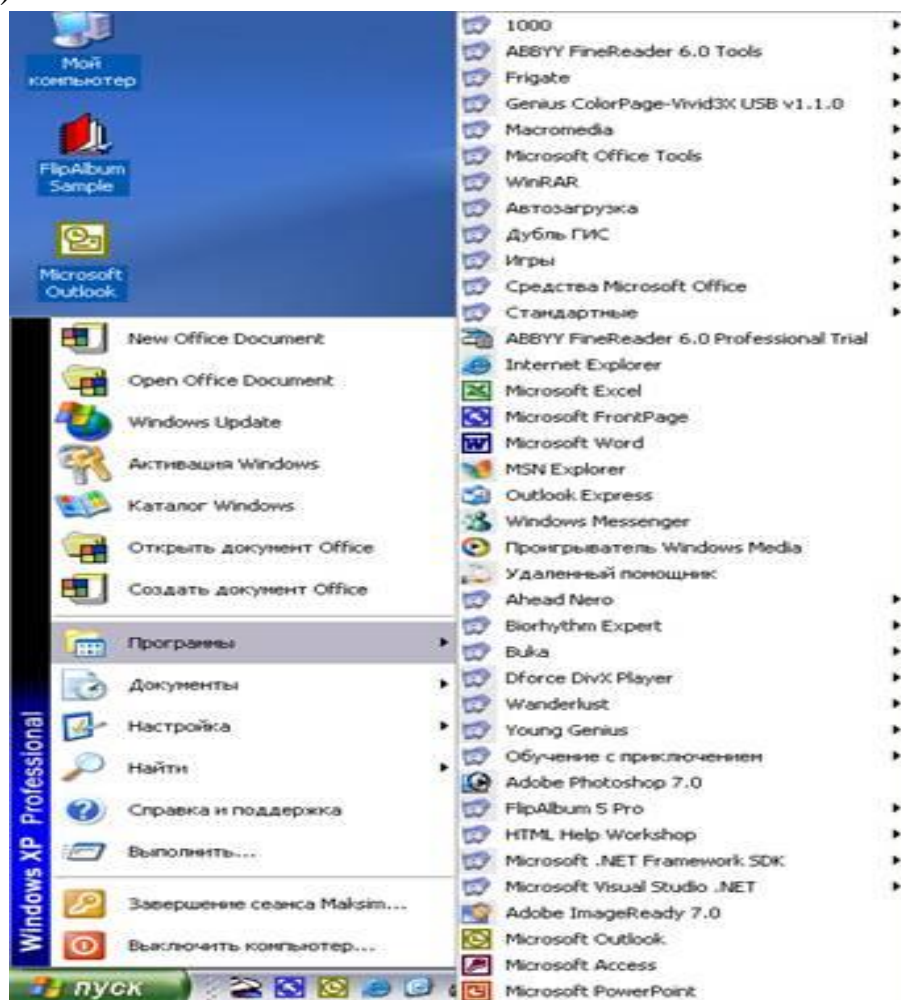 )
Мой
компьютер
FlipAlbum
Sample
Microsoft
Outlook
New Office Document
Open Office Document
Windows Update
Активация Windows
Каталог Windows
Открыть документ Office
Создать документ Office
Программы
Документы
Настройка
Найти
Справка и поддержка
Выполнить...
Завершение сеанса Maksim...
Выключить компьютер...
Windows XP Professional
пуск
1000
ABBYY FineReader 6.0 Tools
Frigate
Genius ColorPage-Vivid3X USB v1.1.0
Macromedia
Microsoft Office Tools
WinRAR
Автозагрузка
Дубль ГИС
Игры
Средства Microsoft Office
Стандартные
ABBYY FineReader 6.0 Professional Trial
Internet Explorer
Microsoft Excel
Microsoft FrontPage
Microsoft Word
MSN Explorer
Outlook Express
Windows Messenger
Проигрыватель Windows Media
Удаленный помощник
Ahead Nero
Biorhythm Expert
Buka
Dforce DivX Player
Wanderlust
Young Genius
Обучение с приключением
Adobe Photoshop 7.0
FlipAlbum 5 Pro
HTML Help Workshop
Microsoft .NET Framework SDK
Microsoft Visual Studio .NET
Adobe ImageReady 7.0
Microsoft Outlook
Microsoft Access
Microsoft PowerPoint